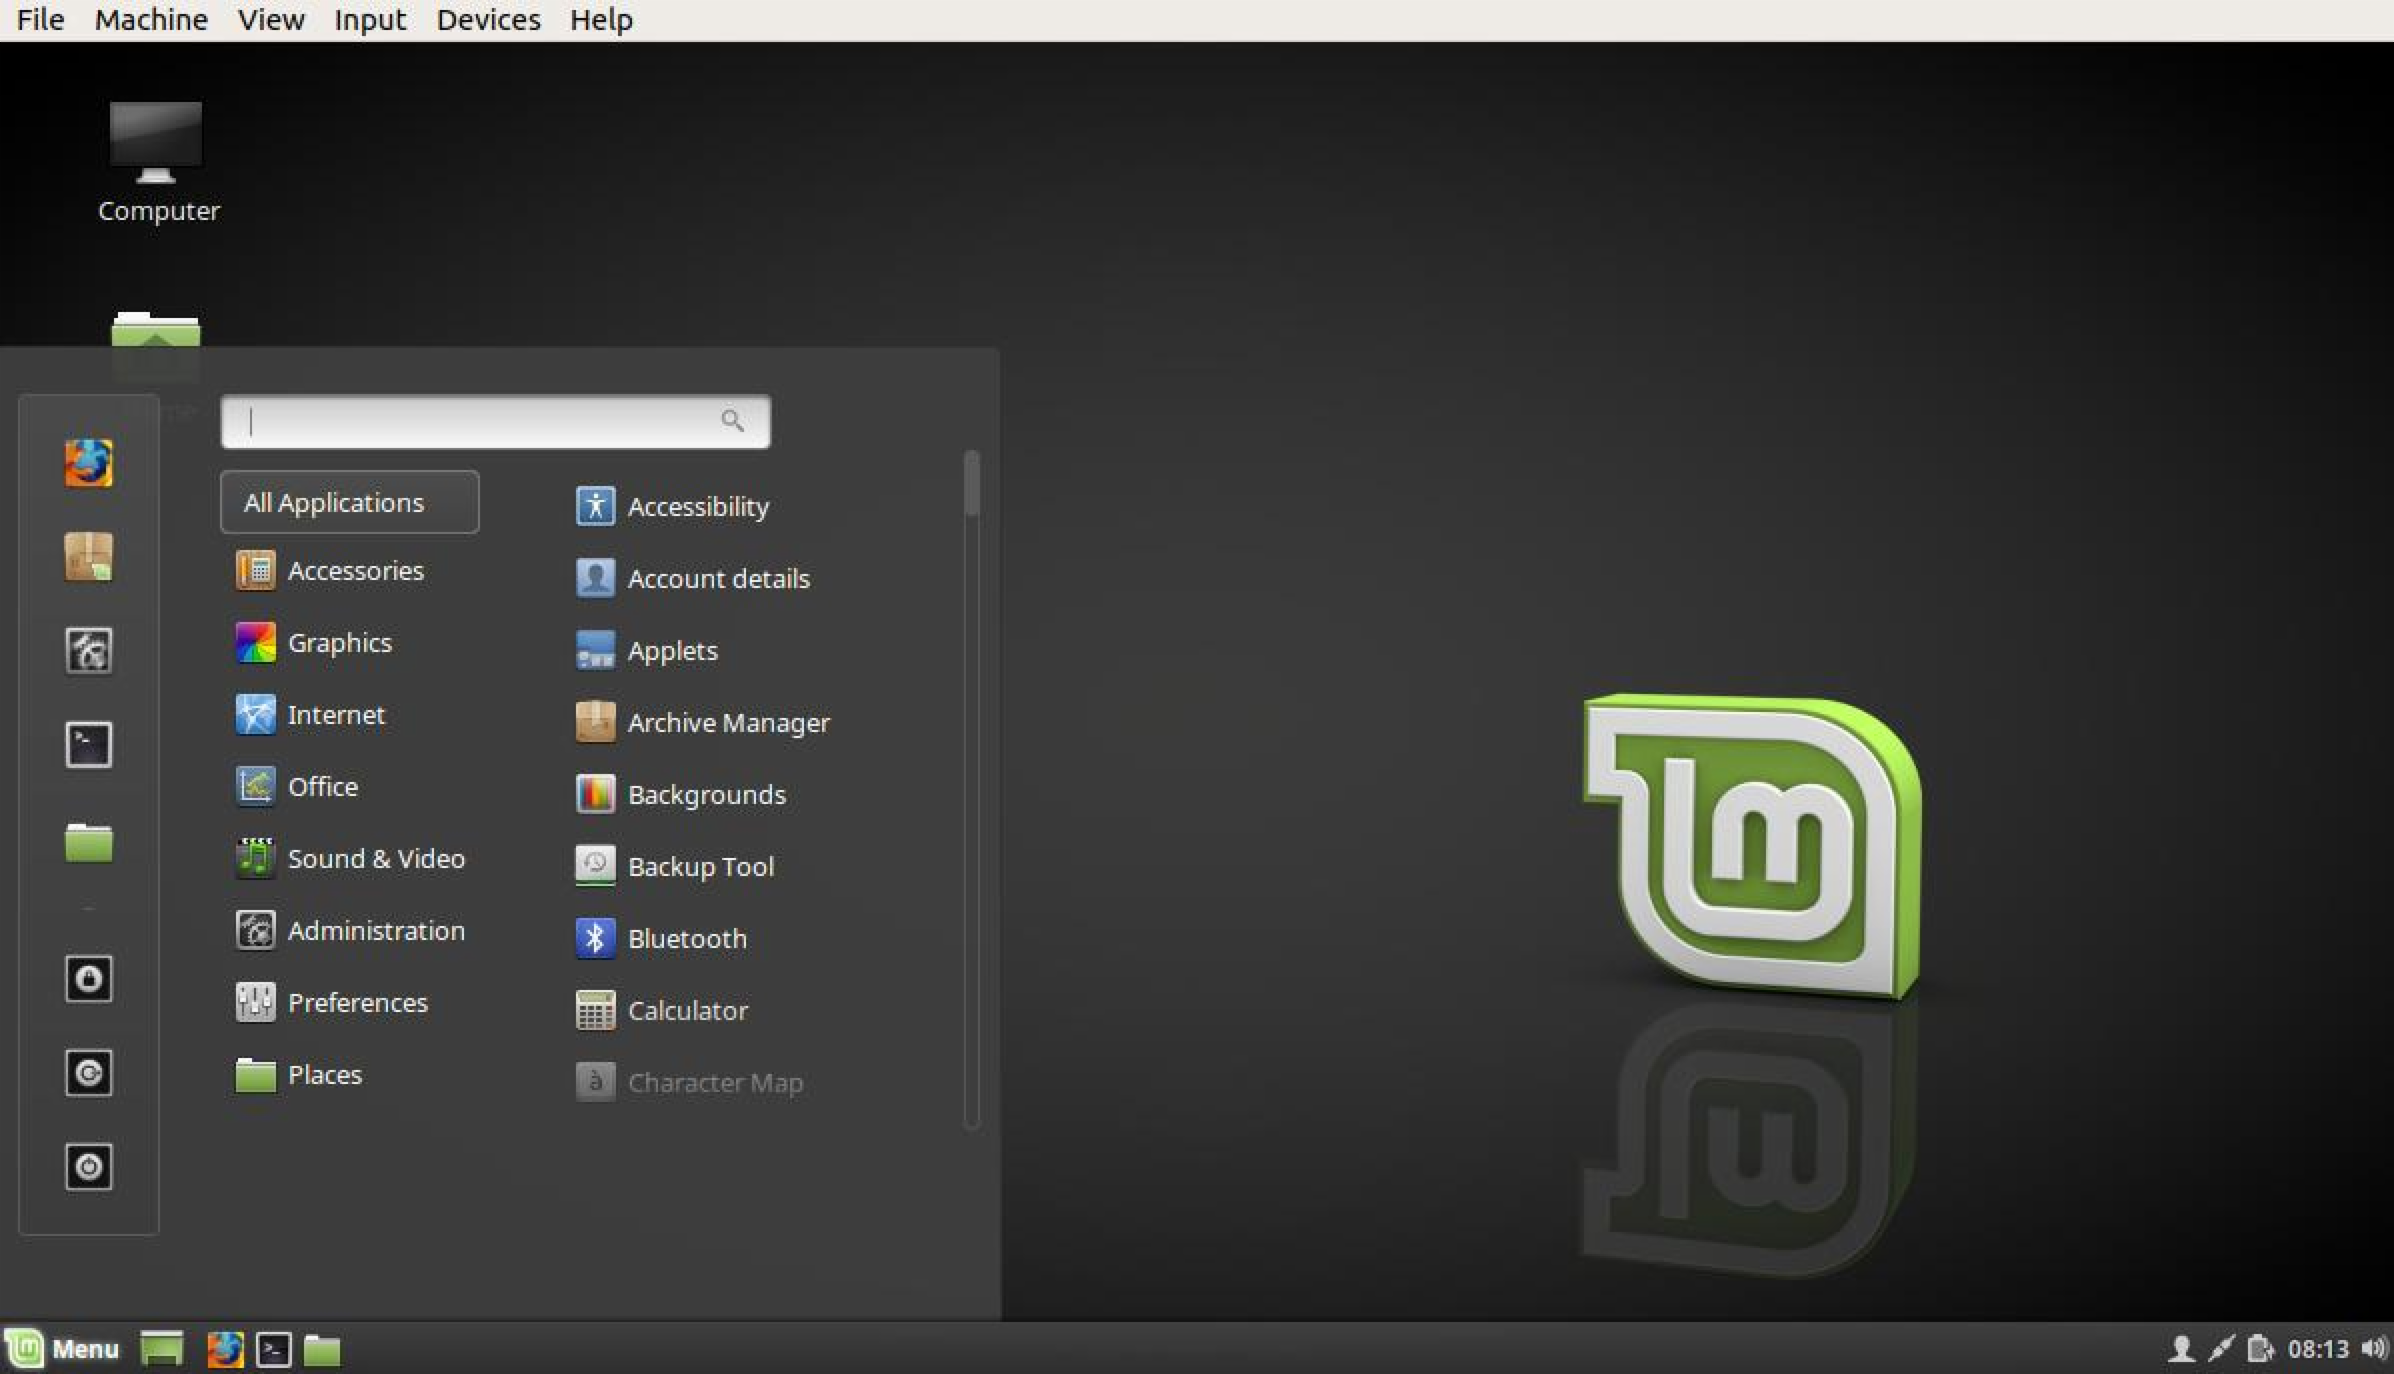 File Machine View Input Devices Help
Computer
All Applications
Accessories
Graphics
Internet
Office
Sound & Video
Administration
Preferences
Places
Accessibility
Account details
Applets
Archive Manager
Backgrounds
Backup Tool
Bluetooth
Calculator
Character Map
Menu
08:13